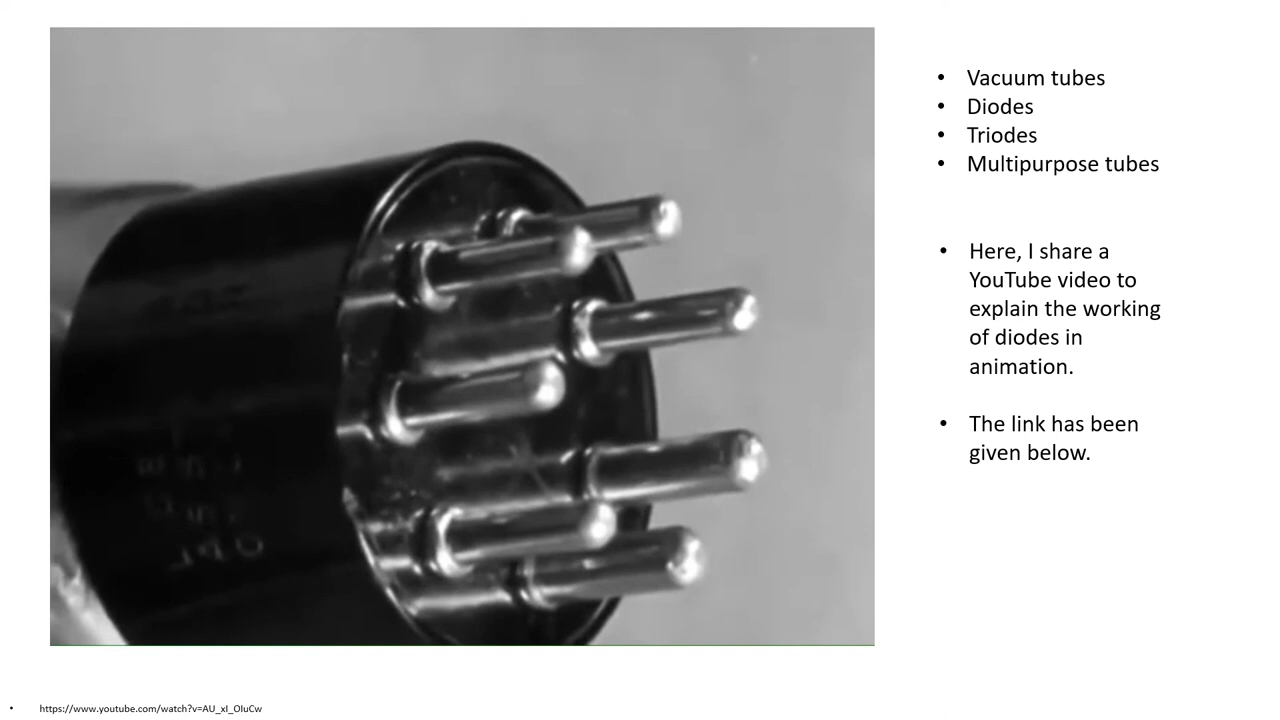 • Vacuum tubes
• Diodes
• Triodes
• Multipurpose tubes
• Here, I share a
YouTube video to
explain the working
of diodes in
animation.
• The link has been
given below.
• https://www.youtube.com/watch?v=AU_xI_OIuCw